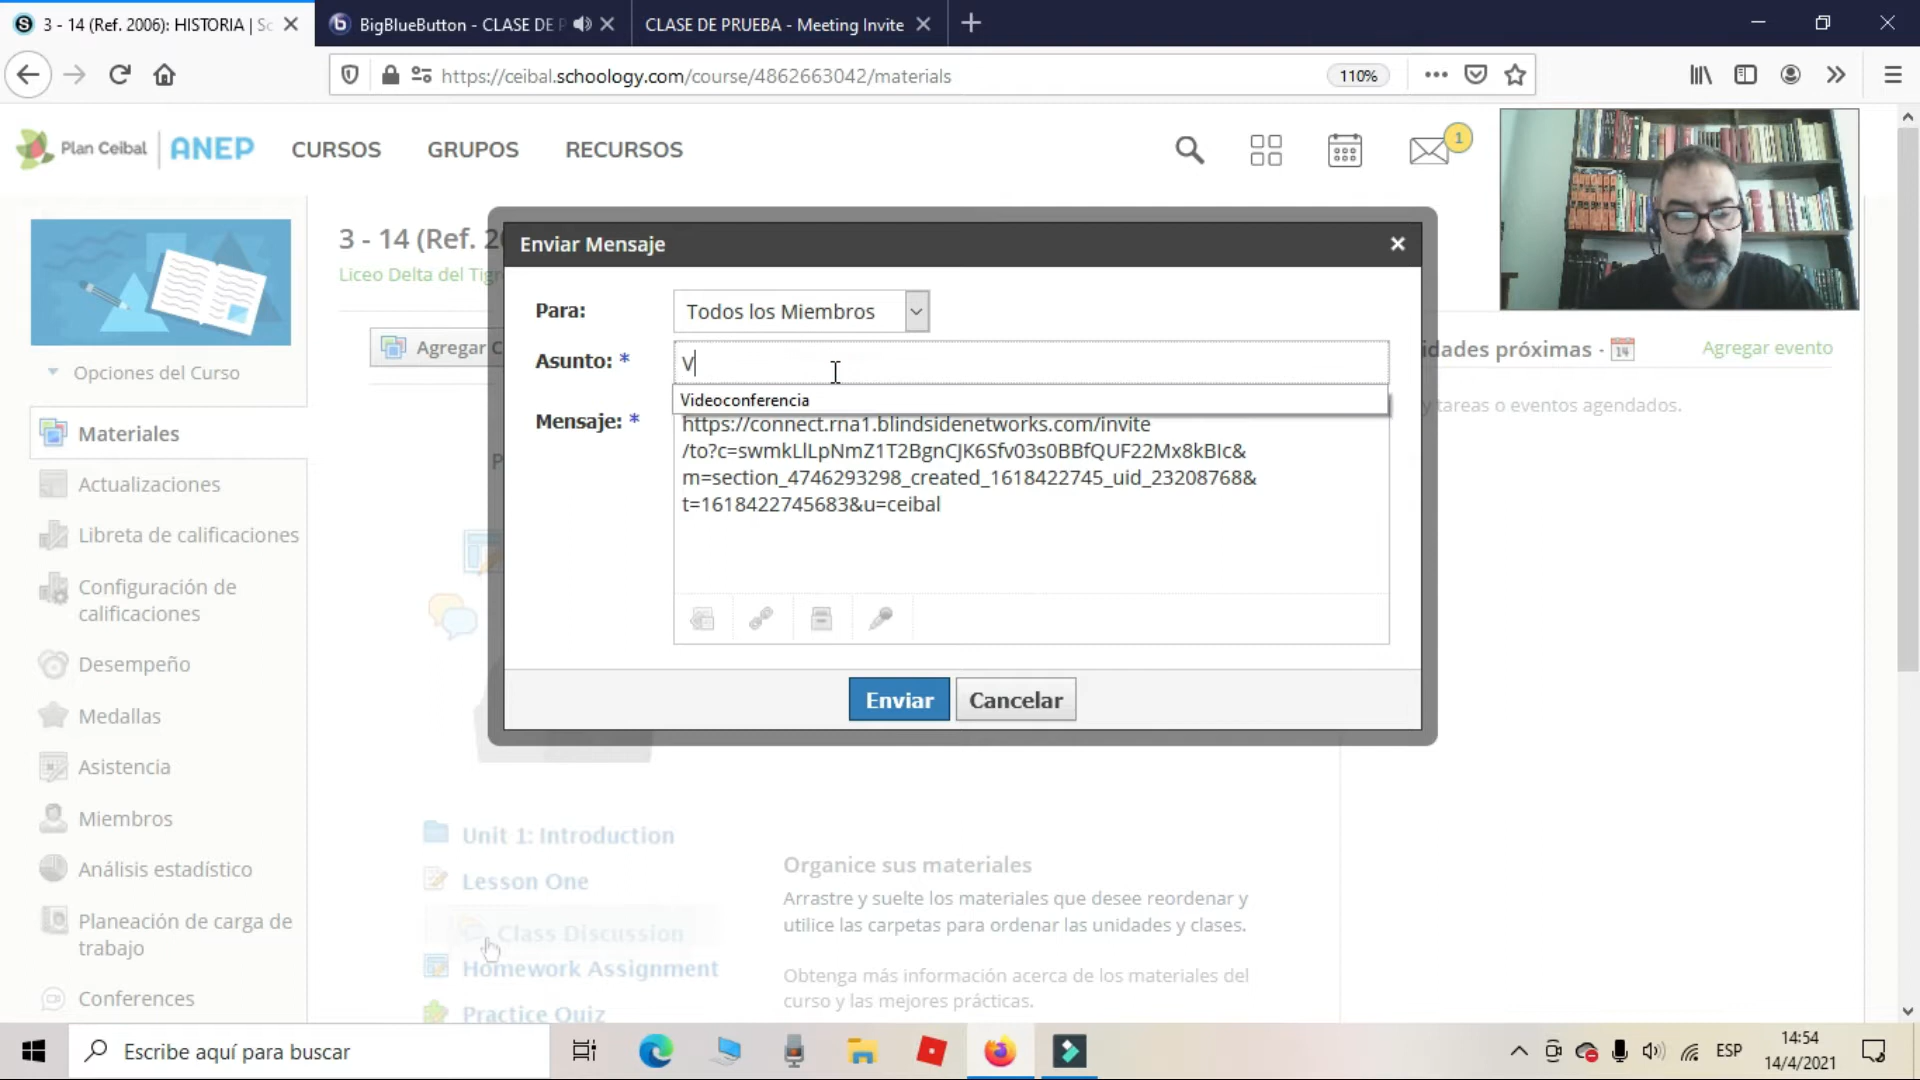 3 - 14 (Ref. 2006): HISTORIA | Sc
BigBlueButton - CLASE DE P
CLASE DE PRUEBA - Meeting Invite
https://ceibal.schoology.com/course/4862663042/materials
110%
Plan Ceibal
ANEP
CURSOS
GRUPOS
RECURSOS
1
3 - 14 (Ref. 20
Liceo Delta del Tigr
Opciones del Curso
Agregar C
Materiales
Actualizaciones
Libreta de calificaciones
Configuración de
calificaciones
Desempeño
Medallas
Asistencia
Miembros
Análisis estadístico
Planeación de carga de
trabajo
Conferences
Enviar Mensaje
Para:
Todos los Miembros
Asunto: *
V
Videoconferencia
Mensaje: *
https://connect.rna1.blindsidenetworks.com/invite
/to?c=swmkLlLpNmZ1T2BgnCJK6Sfv03s0BBfQUF22Mx8kBIc&
m=section_4746293298_created_1618422745_uid_23208768&
t=1618422745683&u=ceibal
Enviar
Cancelar
idades próximas -
14
Agregar evento
y tareas o eventos agendados.
Unit 1: Introduction
Lesson One
Class Discussion
Homework Assignment
Practice Quiz
Organice sus materiales
Arrastre y suelte los materiales que desee reordenar y
utilice las carpetas para ordenar las unidades y clases.
Obtenga más información acerca de los materiales del
curso y las mejores prácticas.
Escribe aquí para buscar
ESP
14:54
14/4/2021